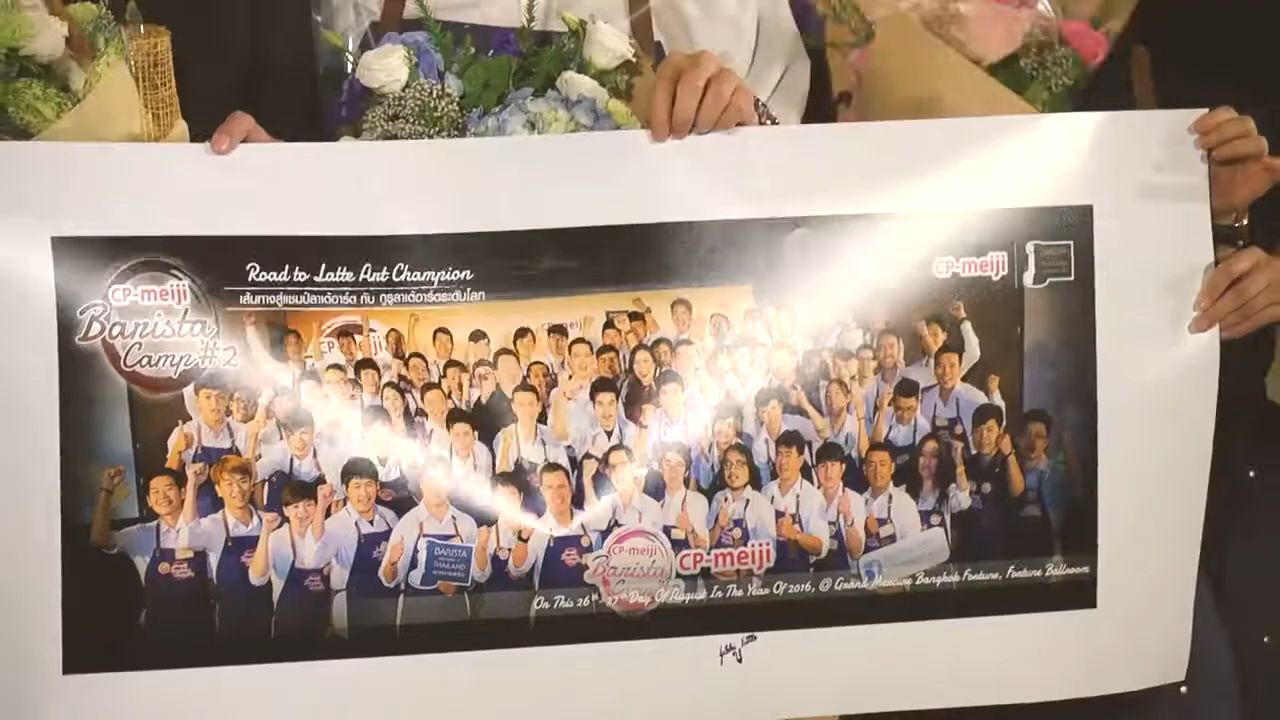 Road to Latte Art Champion
เส้นทางสู่แชมป์ลาเต้อาร์ต กับ กูรูลาเต้อาร์ตระดับโลก
CP-meiji
Barista
Camp#2
CP-meiji
CP-meiji
BARISTA
THAILAND
CP-meiji
Barista
CP-meiji
On This 26th - 27th Day Of August In The Year Of 2016, @ Grand Mercure Bangkok Fortune, Fortune Ballroom